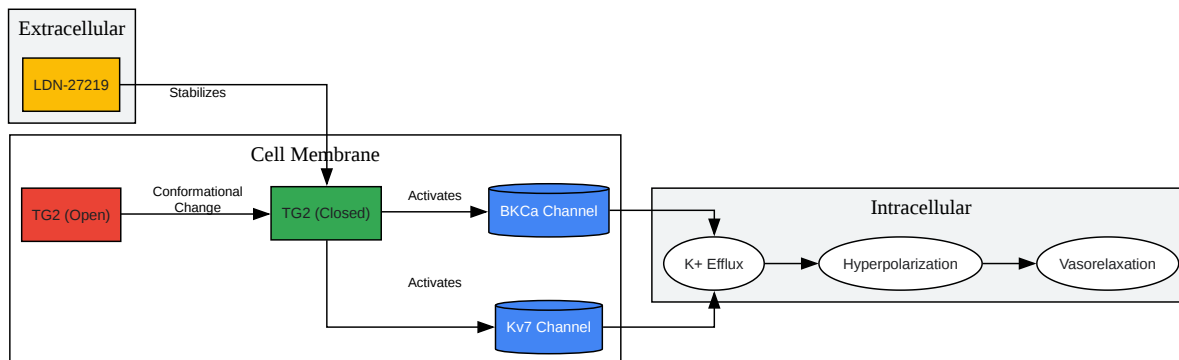 Extracellular
LDN-27219
Stabilizes
Cell Membrane
TG2 (Open)
Conformational
Change
TG2 (Closed)
Activates
BKCa Channel
Activates
Kv7 Channel
Intracellular
K+ Efflux
Hyperpolarization
Vasorelaxation